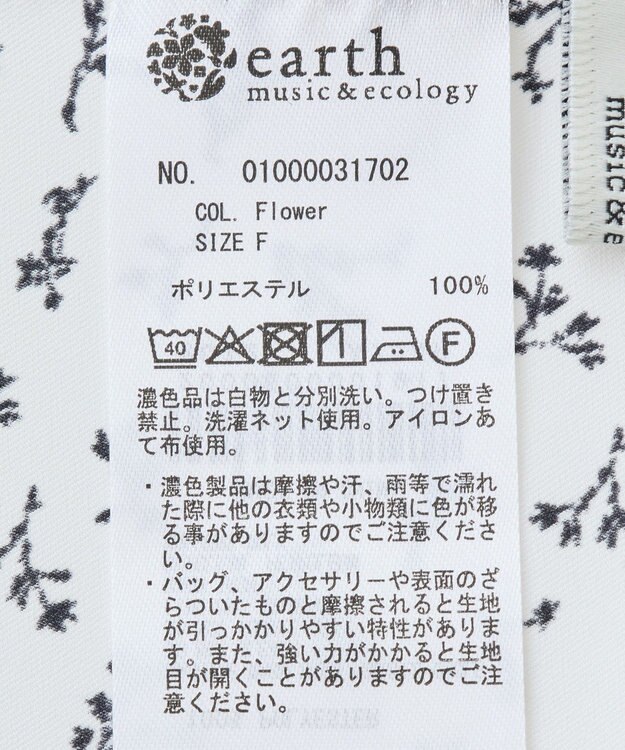 earth
music&ecology
NO. 01000031702
COL. Flower
SIZE F
ポリエステル 100%
40 F
濃色品は白物と分別洗い。つけ置き
禁止。洗濯ネット使用。アイロンあ
て布使用。
・濃色製品は摩擦や汗、雨等で濡れ
た際に他の衣類や小物類に色が移
る事がありますのでご注意くださ
い。
・バッグ、アクセサリーや表面のざ
らついたものと摩擦されると生地
が引っかかりやすい特性がありま
す。また、強い力がかかると生地
目が開くことがありますのでご注
意ください。
music &
100% POLYESTER